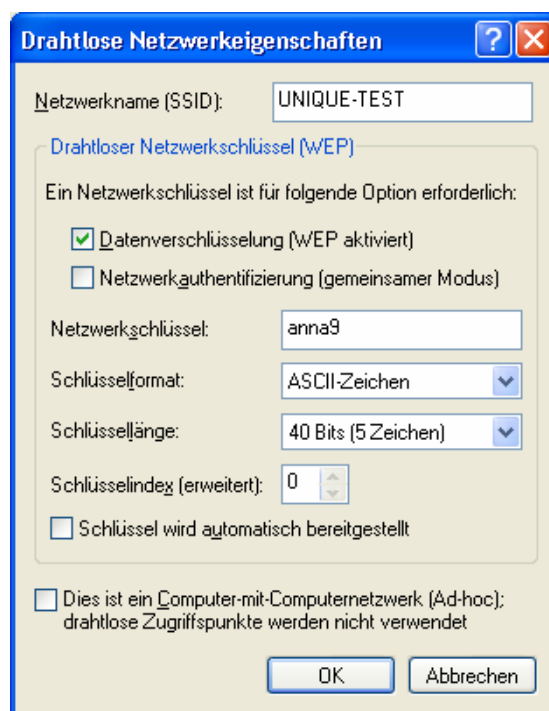 Drahtlose Netzwerkeigenschaften
Netzwerkname (SSID): UNIQUE-TEST
Drahtloser Netzwerkschlüssel (WEP)
Ein Netzwerkschlüssel ist für folgende Option erforderlich:
Datenverschlüsselung (WEP aktiviert)
Netzwerkauthentifizierung (gemeinsamer Modus)
Netzwerkschlüssel: anna9
Schlüsselformat: ASCII-Zeichen
Schlüssellänge: 40 Bits (5 Zeichen)
Schlüsselindex (erweitert): 0
Schlüssel wird automatisch bereitgestellt
Dies ist ein Computer-mit-Computernetzwerk (Ad-hoc);
drahtlose Zugriffspunkte werden nicht verwendet
OK Abbrechen